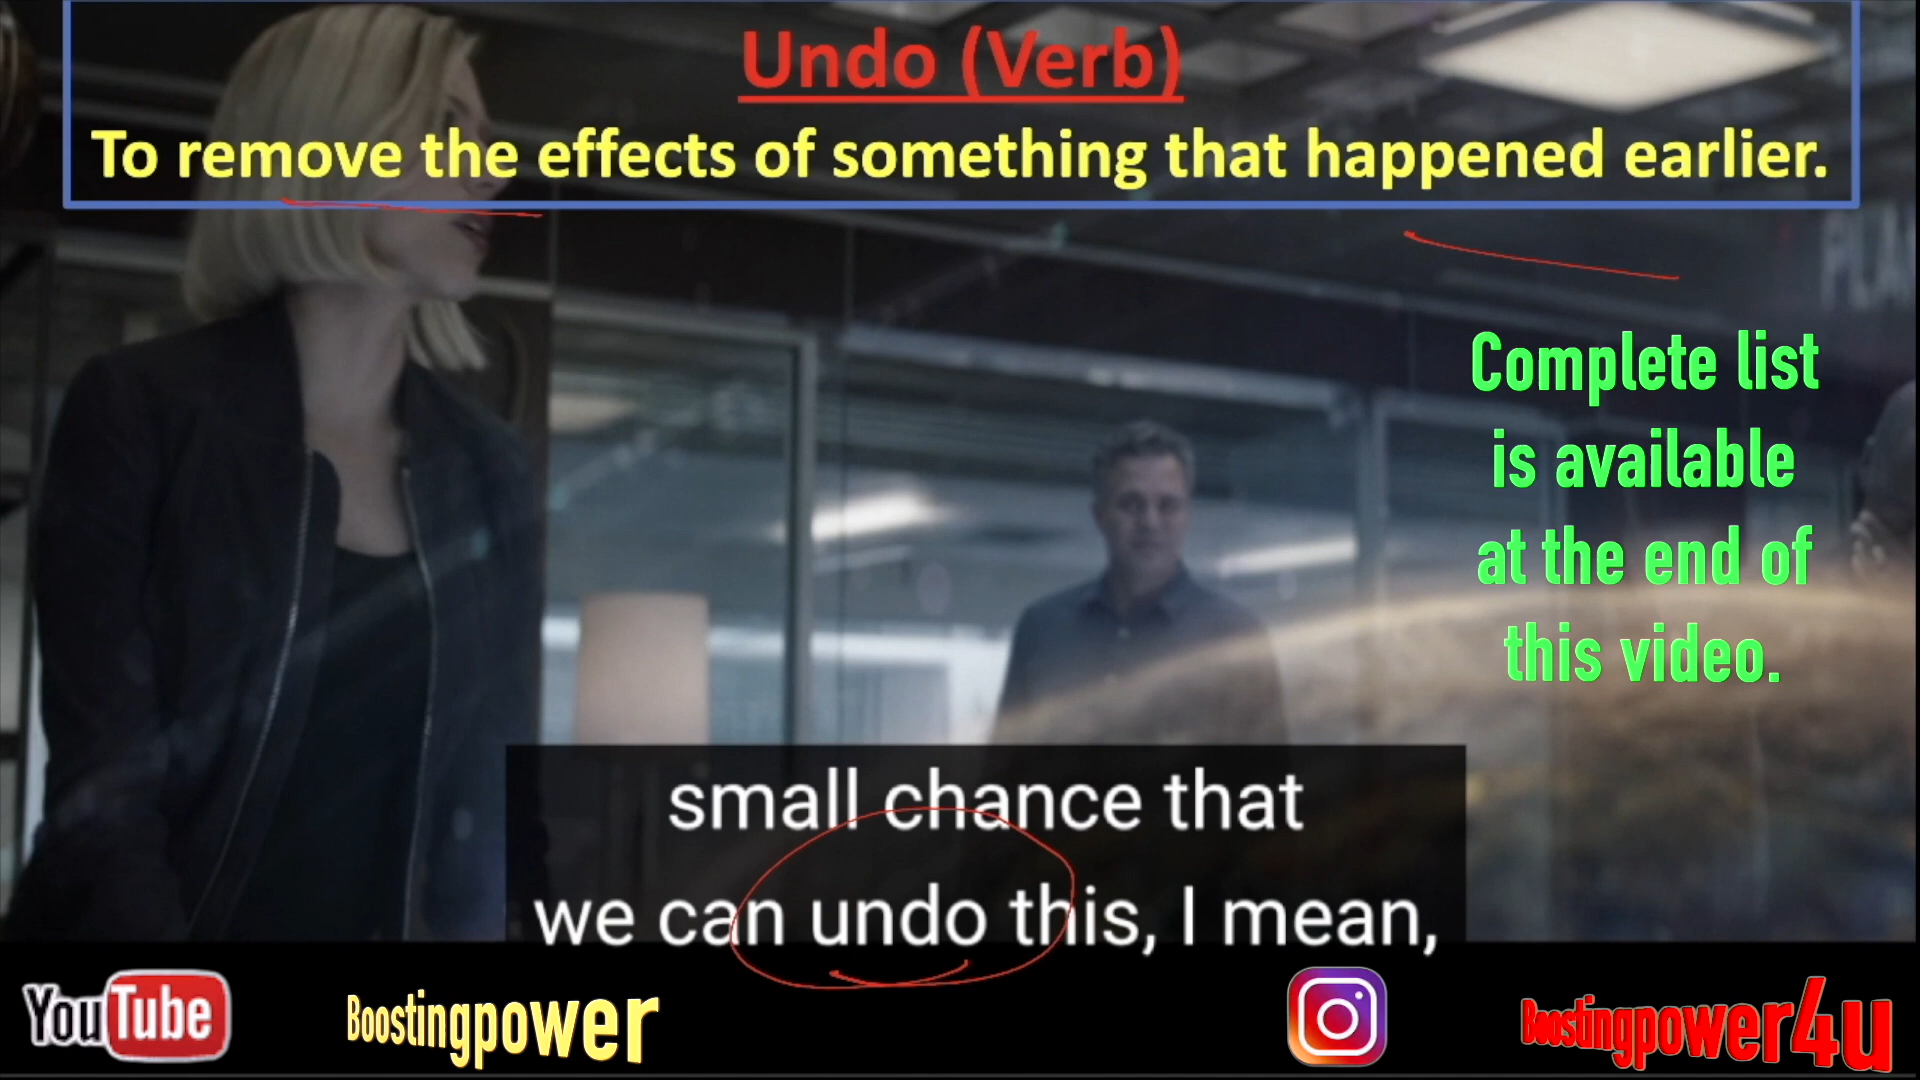 Undo (Verb)
To remove the effects of something that happened earlier.
Complete list
is available
at the end of
this video.
small chance that
we can undo this, I mean,
YouTube
Boostingpower
Boostingpower4u